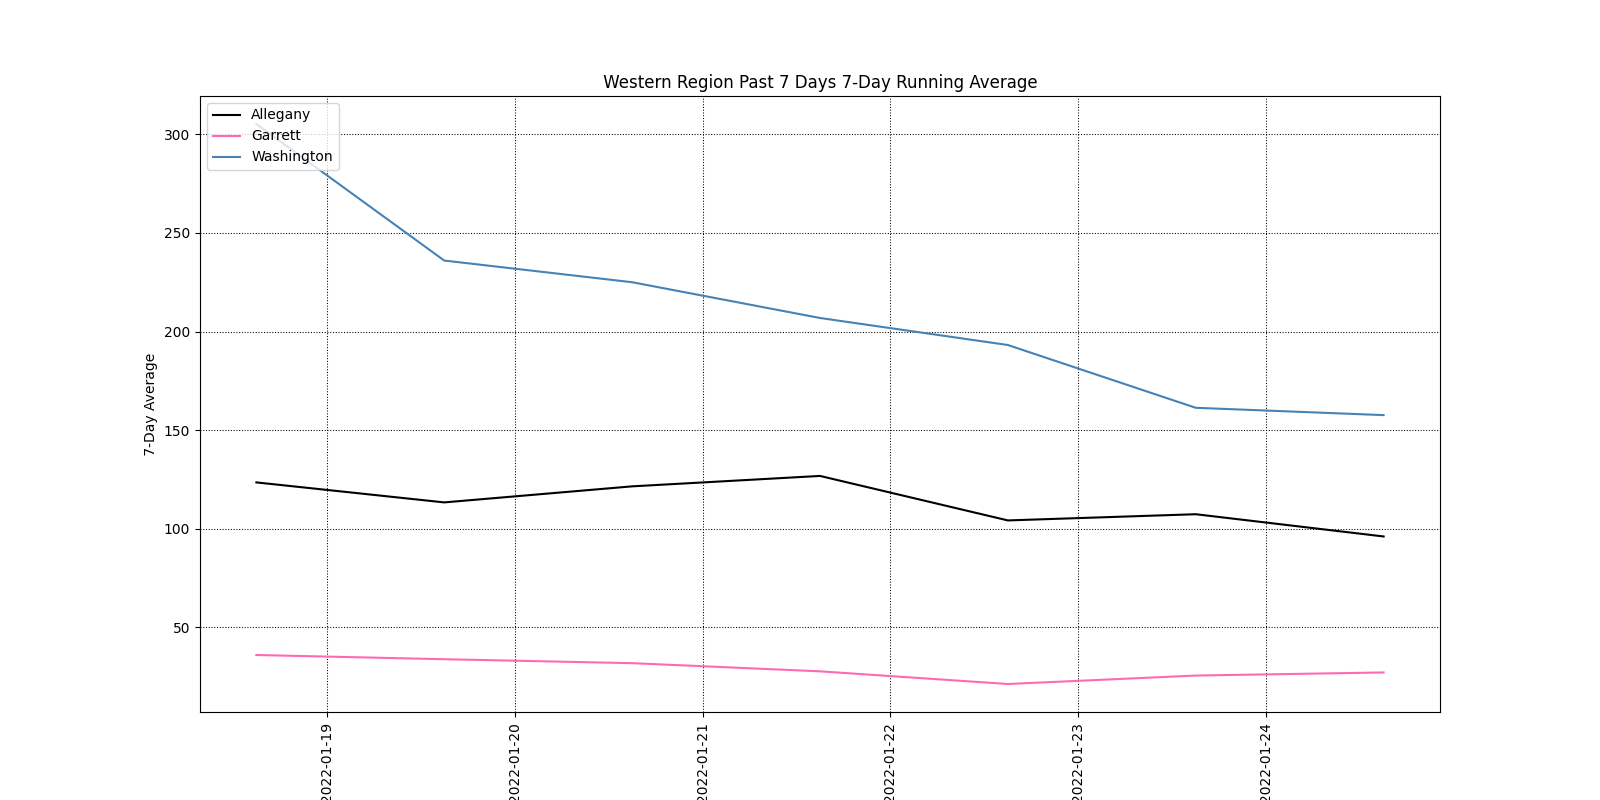 Western Region Past 7 Days 7-Day Running Average
Allegany
Garrett
Washington
300
250
200
150
100
50
7-Day Average
2022-01-19
2022-01-20
2022-01-21
2022-01-22
2022-01-23
2022-01-24